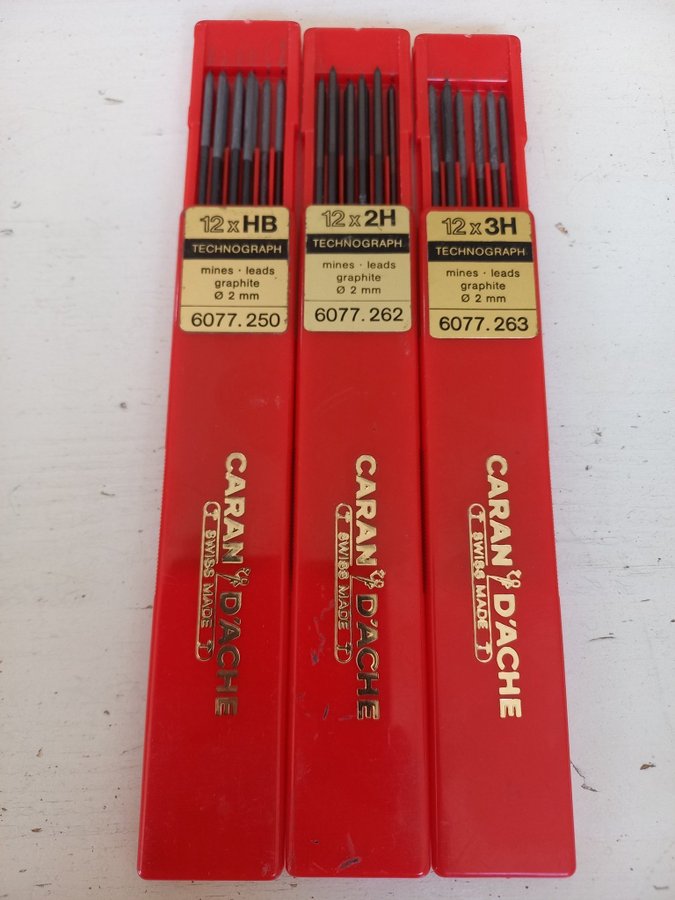 12 x HB
TECHNOGRAPH
mines · leads
graphite
Ø 2 mm
6077.250
CARAN D'ACHE
SWISS MADE
12 x 2H
TECHNOGRAPH
mines · leads
graphite
Ø 2 mm
6077.262
CARAN D'ACHE
SWISS MADE
12 x 3H
TECHNOGRAPH
mines · leads
graphite
Ø 2 mm
6077.263
CARAN D'ACHE
SWISS MADE